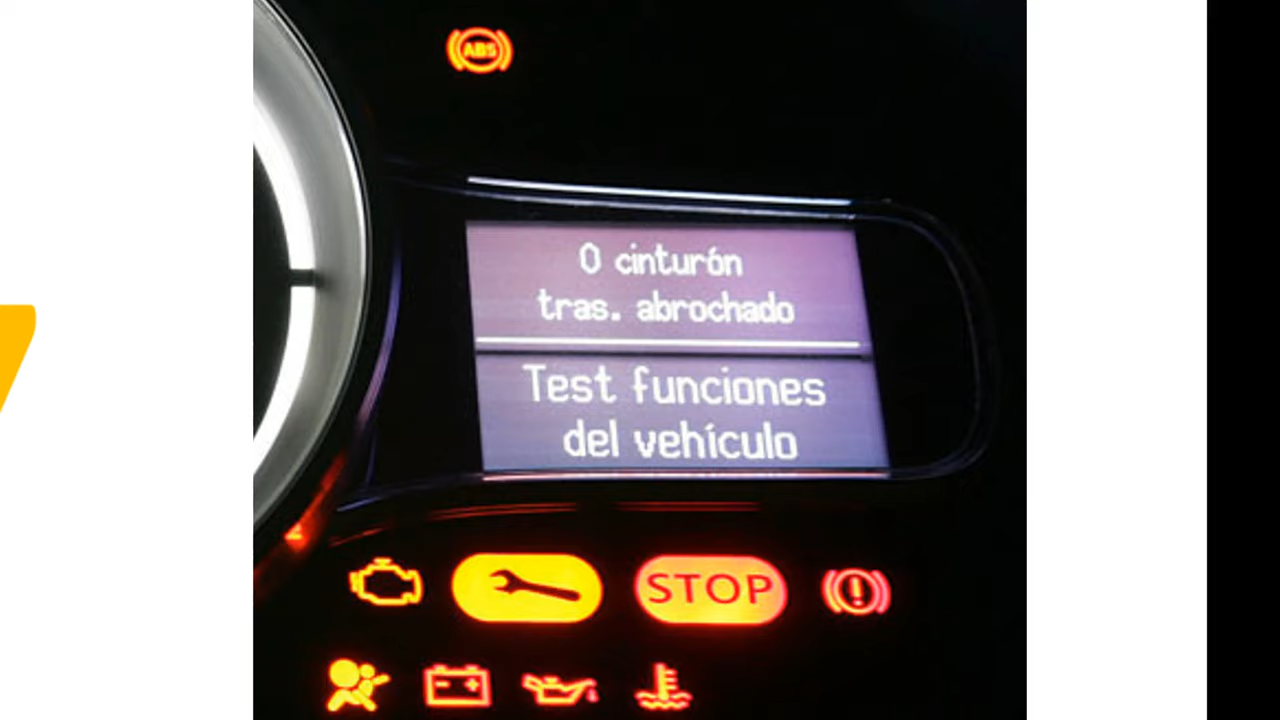 ABS
0 cinturón
tras. abrochado
Test funciones
del vehículo
STOP